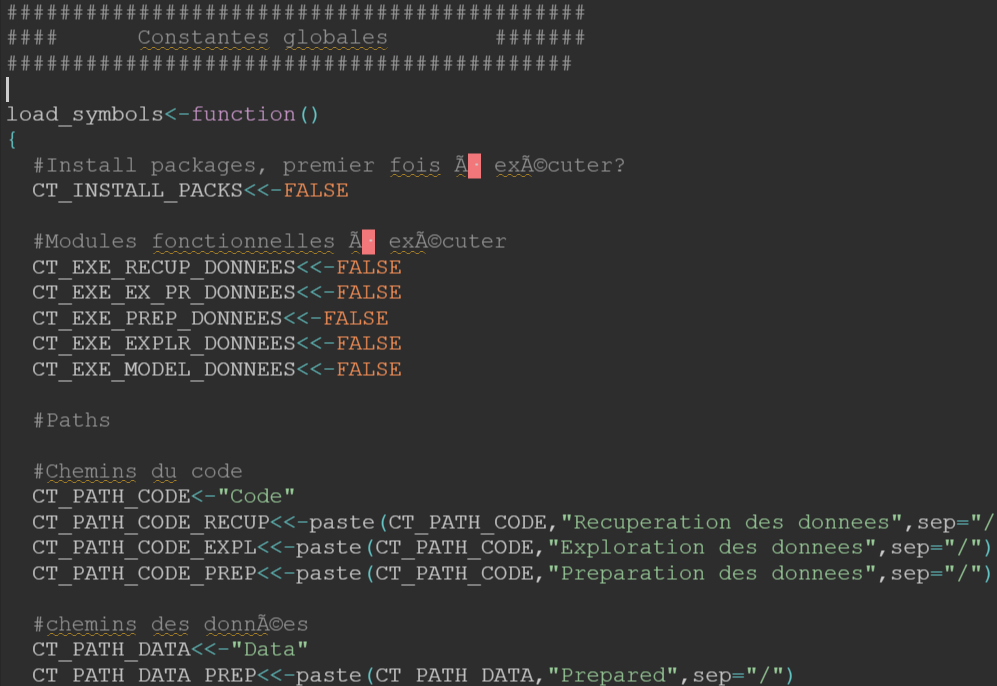 ############################################
####      Constantes globales        #######
###########################################
load_symbols<-function()
{
  #Install packages, premier fois Ã· exÃ©cuter?
  CT_INSTALL_PACKS<<-FALSE
  #Modules fonctionnelles Ã· exÃ©cuter
  CT_EXE_RECUP_DONNEES<<-FALSE
  CT_EXE_EX_PR_DONNEES<<-FALSE
  CT_EXE_PREP_DONNEES<<-FALSE
  CT_EXE_EXPLR_DONNEES<<-FALSE
  CT_EXE_MODEL_DONNEES<<-FALSE
  #Paths
  #Chemins du code
  CT_PATH_CODE<-"Code"
  CT_PATH_CODE_RECUP<<-paste(CT_PATH_CODE,"Recuperation des donnees",sep="/
  CT_PATH_CODE_EXPL<<-paste(CT_PATH_CODE,"Exploration des donnees",sep="/")
  CT_PATH_CODE_PREP<<-paste(CT_PATH_CODE,"Preparation des donnees",sep="/")
  #chemins des donnÃ©es
  CT_PATH_DATA<<-"Data"
  CT_PATH_DATA_PREP<<-paste(CT_PATH_DATA,"Prepared",sep="/")